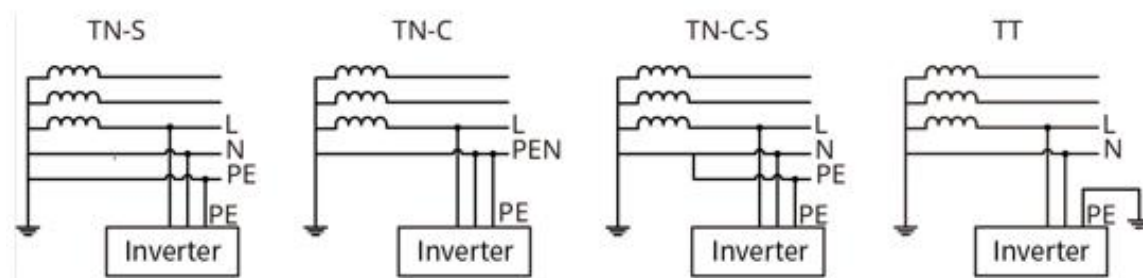 TN-S TN-C TN-C-S TT
L L L L
N PEN N N
PE PE
PE PE PE PE
Inverter Inverter Inverter Inverter